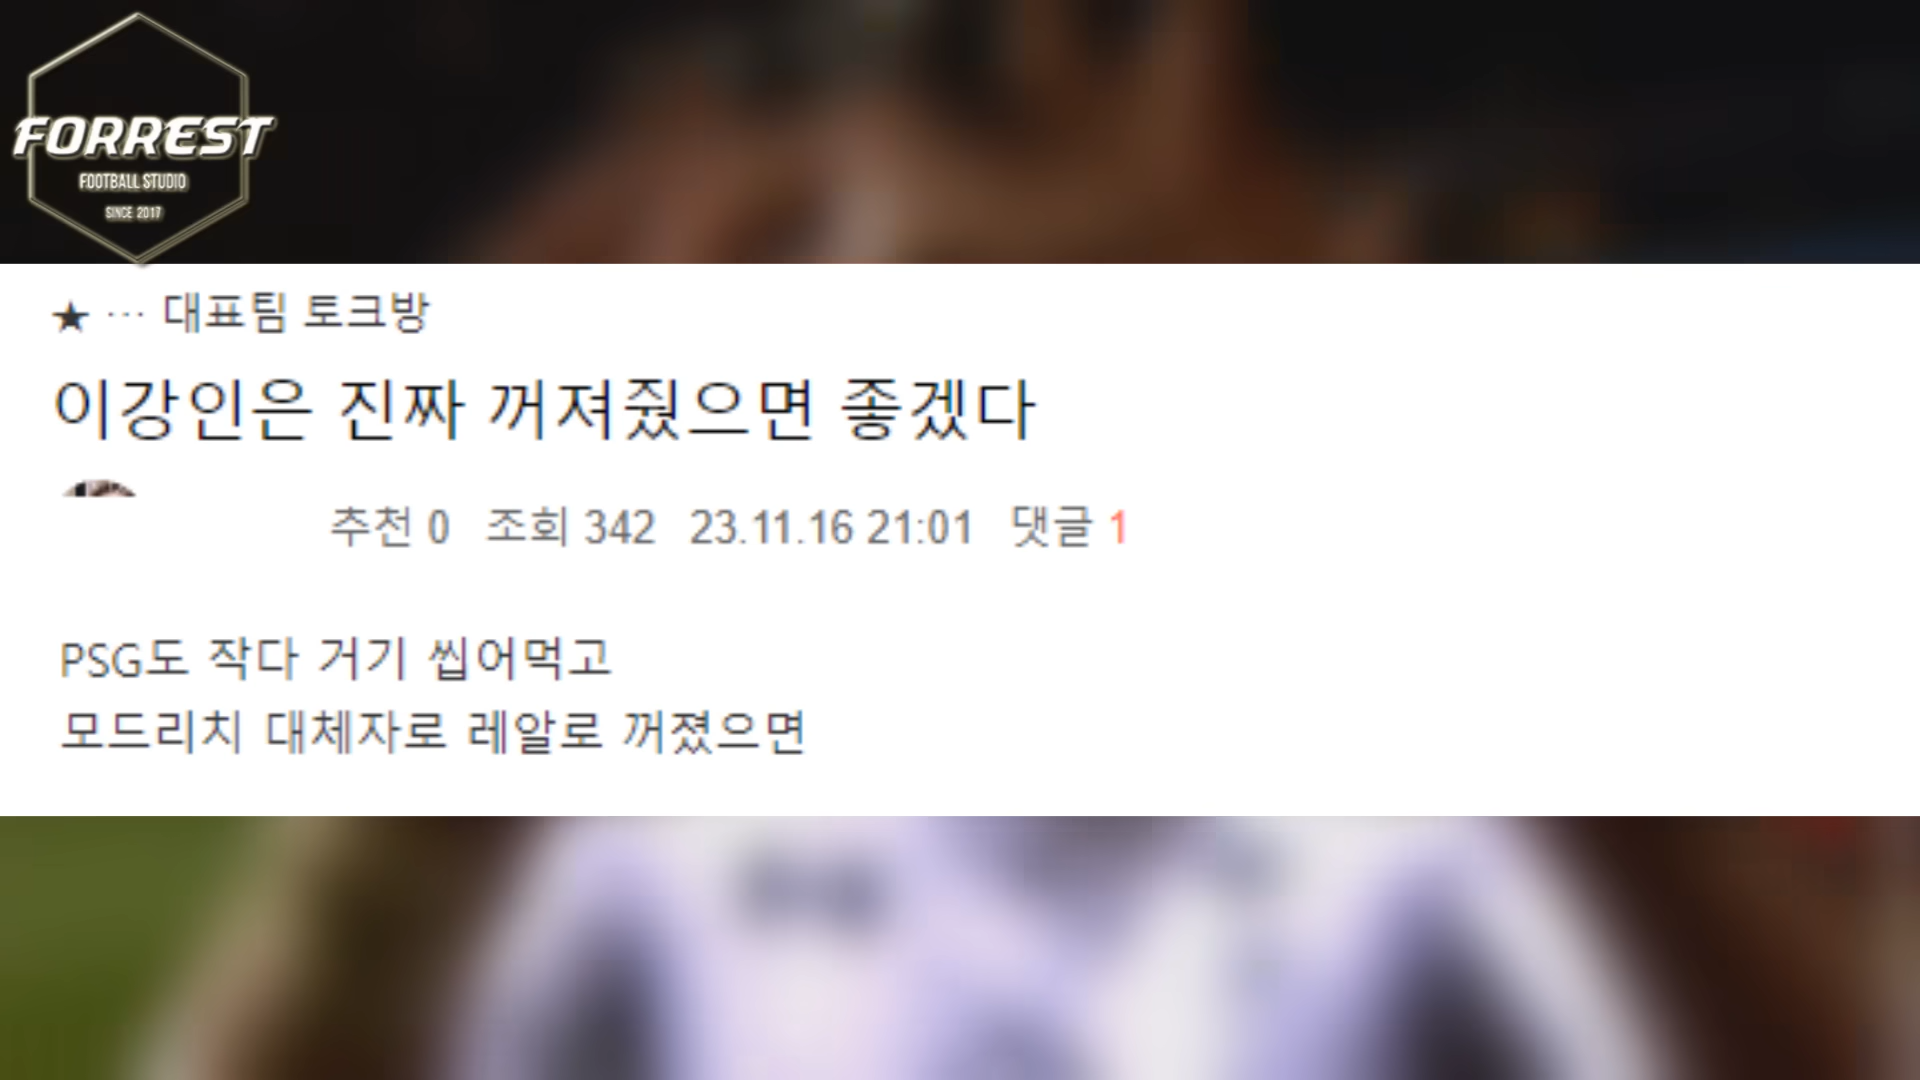 FORREST
FOOTBALL STUDIO
SINCE 2017
★ ··· 대표팀 토크방
이강인은 진짜 꺼져줬으면 좋겠다
추천 0 조회 342 23.11.16 21:01 댓글 1
PSG도 작다 거기 씹어먹고
모드리치 대체자로 레알로 꺼졌으면